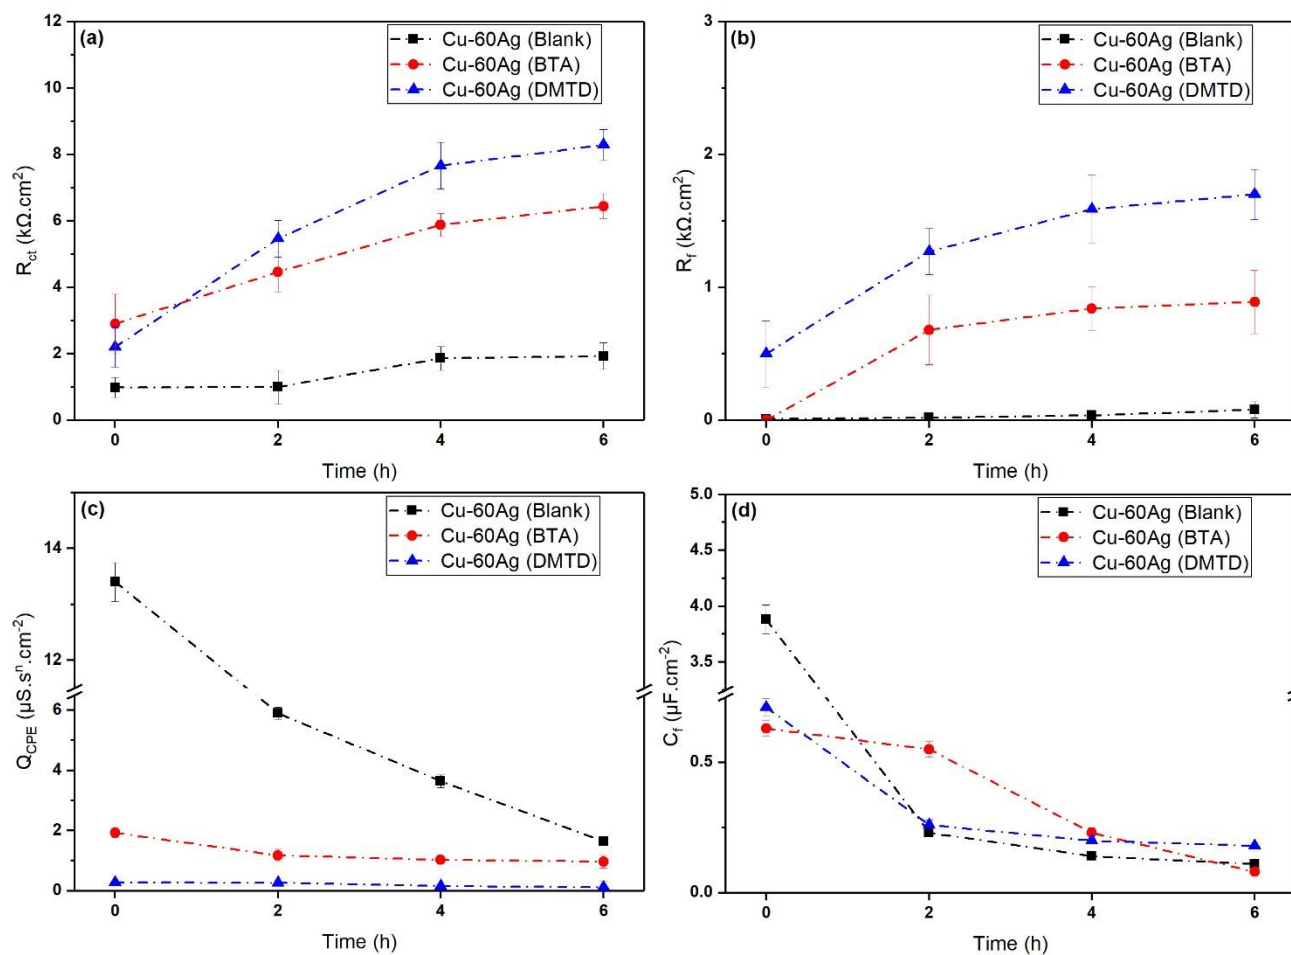 (a)
Cu-60Ag (Blank)
Cu-60Ag (BTA)
Cu-60Ag (DMTD)
12
10
8
6
4
2
0
R_ct (kΩ.cm²)
0 2 4 6
Time (h)
(b)
Cu-60Ag (Blank)
Cu-60Ag (BTA)
Cu-60Ag (DMTD)
3
2
1
0
R_f (kΩ.cm²)
0 2 4 6
Time (h)
(c)
Cu-60Ag (Blank)
Cu-60Ag (BTA)
Cu-60Ag (DMTD)
14
12
6
4
2
0
Q_CPE (µS.sⁿ.cm⁻²)
0 2 4 6
Time (h)
(d)
Cu-60Ag (Blank)
Cu-60Ag (BTA)
Cu-60Ag (DMTD)
5.0
4.5
4.0
3.5
0.5
0.0
C_f (µF.cm⁻²)
0 2 4 6
Time (h)